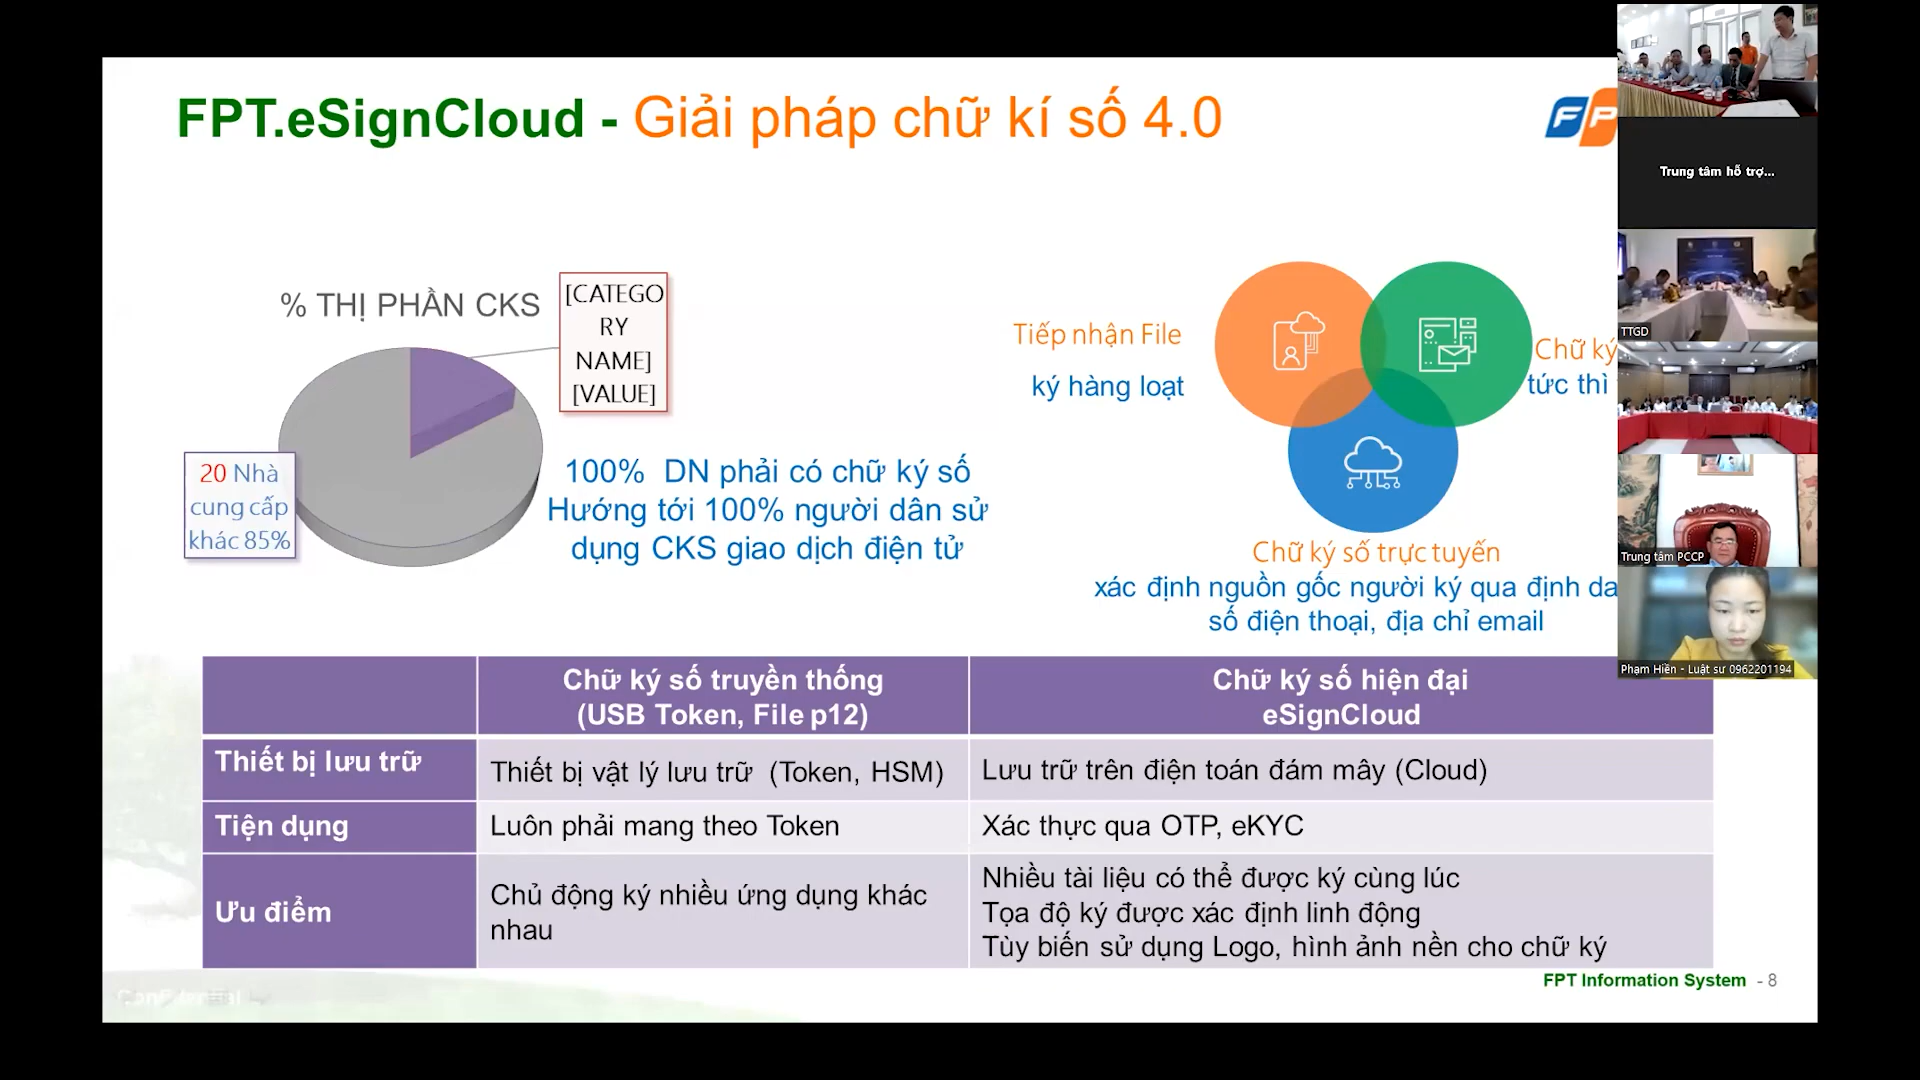 FPT.eSignCloud - Giải pháp chữ kí số 4.0
FP
Trung tâm hỗ trợ...
TTGD
Trung tâm PCCP
Phạm Hiền - Luật sư 0962201194
% THỊ PHẦN CKS
[CATEGO
RY
NAME]
[VALUE]
20 Nhà
cung cấp
khác 85%
100% DN phải có chữ ký số
Hướng tới 100% người dân sử
dụng CKS giao dịch điện tử
Tiếp nhận File
ký hàng loạt
Chữ ký
tức thì
Chữ ký số trực tuyến
xác định nguồn gốc người ký qua định da
số điện thoại, địa chỉ email
Chữ ký số truyền thống
(USB Token, File p12)
Chữ ký số hiện đại
eSignCloud
Thiết bị lưu trữ
Thiết bị vật lý lưu trữ (Token, HSM)
Lưu trữ trên điện toán đám mây (Cloud)
Tiện dụng
Luôn phải mang theo Token
Xác thực qua OTP, eKYC
Ưu điểm
Chủ động ký nhiều ứng dụng khác
nhau
Nhiều tài liệu có thể được ký cùng lúc
Tọa độ ký được xác định linh động
Tùy biến sử dụng Logo, hình ảnh nền cho chữ ký
FPT Information System - 8